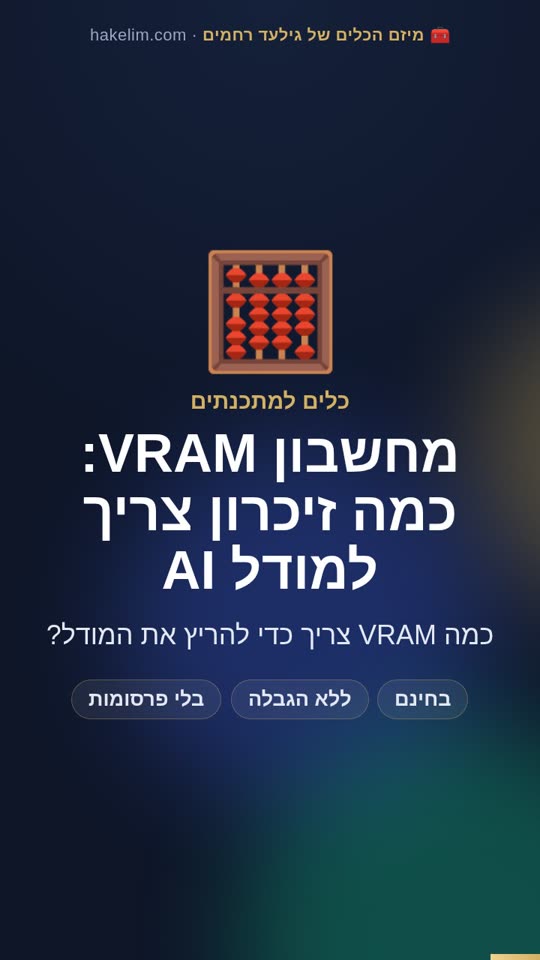 🧰 מיזם הכלים של גילעד רחמים · hakelim.com
כלים למתכנתים
מחשבון VRAM:
כמה זיכרון צריך
למודל AI
כמה VRAM צריך כדי להריץ את המודל?
בחינם
ללא הגבלה
בלי פרסומות